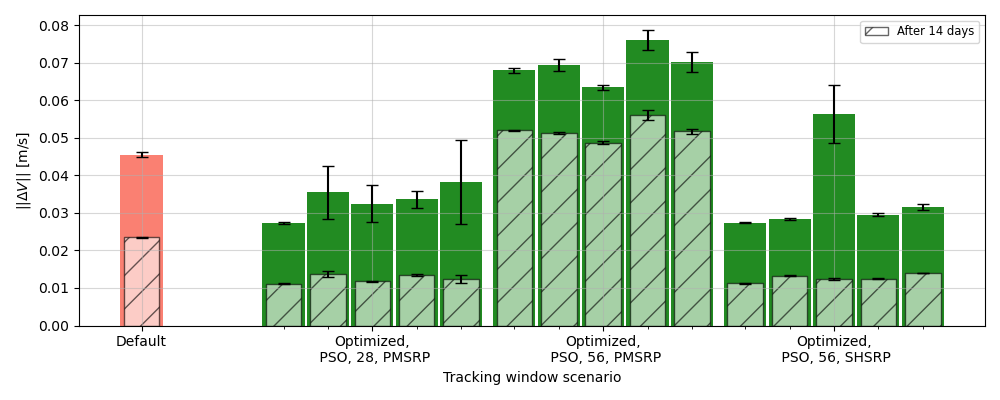 0.08
0.07
0.06
0.05
0.04
0.03
0.02
0.01
0.00
||ΔV|| [m/s]
After 14 days
Default
Optimized,
PSO, 28, PMSRP
Optimized,
PSO, 56, PMSRP
Optimized,
PSO, 56, SHSRP
Tracking window scenario